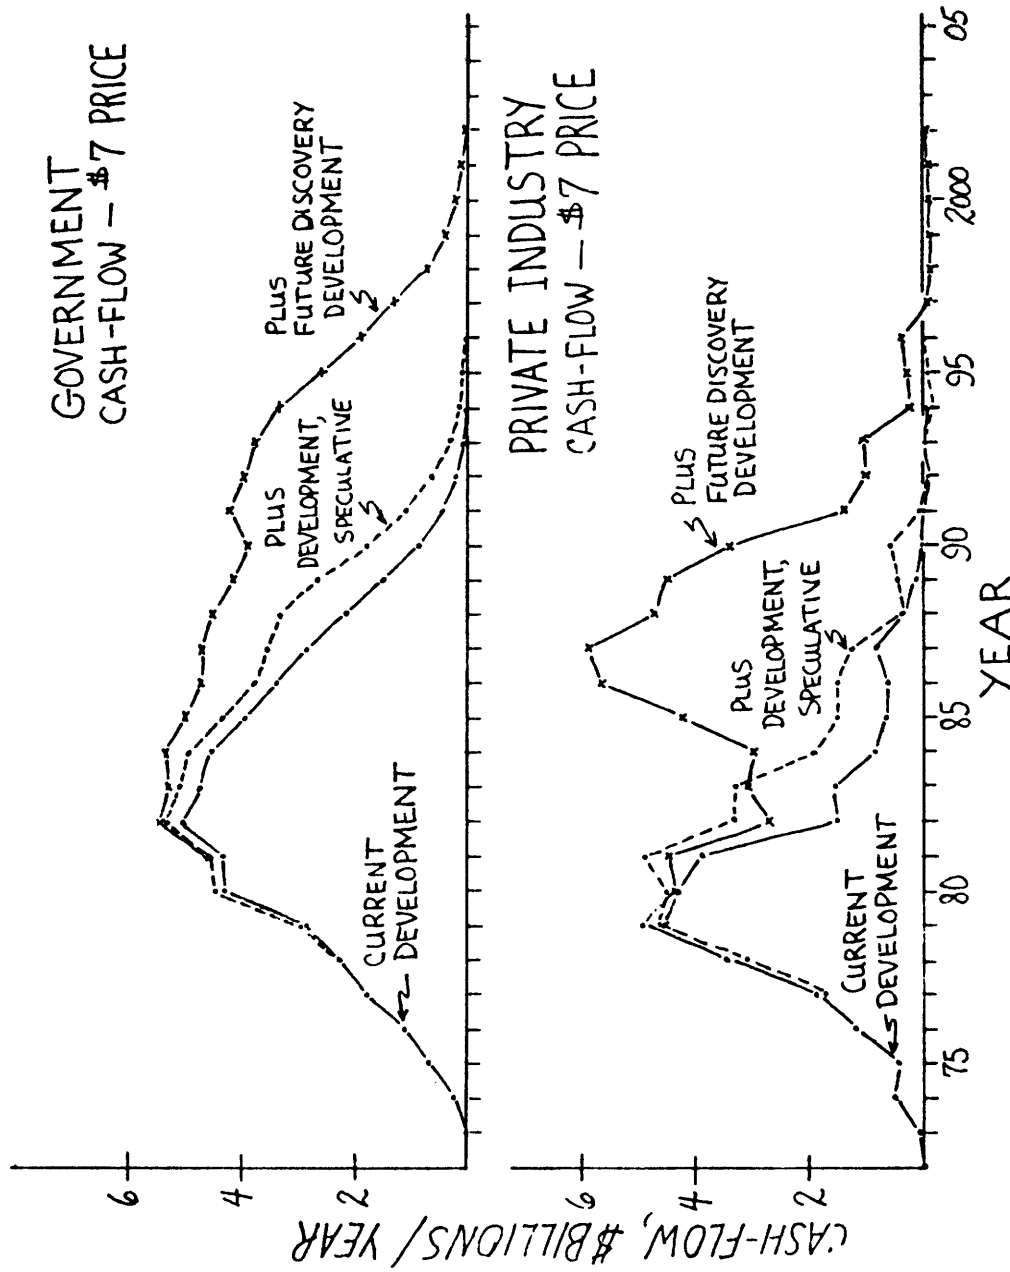 GOVERNMENT
CASH-FLOW — $7 PRICE
PLUS
FUTURE DISCOVERY
DEVELOPMENT
PLUS
DEVELOPMENT,
SPECULATIVE
CURRENT
DEVELOPMENT
6
4
2
PRIVATE INDUSTRY
CASH-FLOW — $7 PRICE
PLUS
FUTURE DISCOVERY
DEVELOPMENT
PLUS
DEVELOPMENT,
SPECULATIVE
CURRENT
DEVELOPMENT
6
4
2
CASH-FLOW, $BILLIONS / YEAR
75 80 85 90 95 2000 05
YEAR